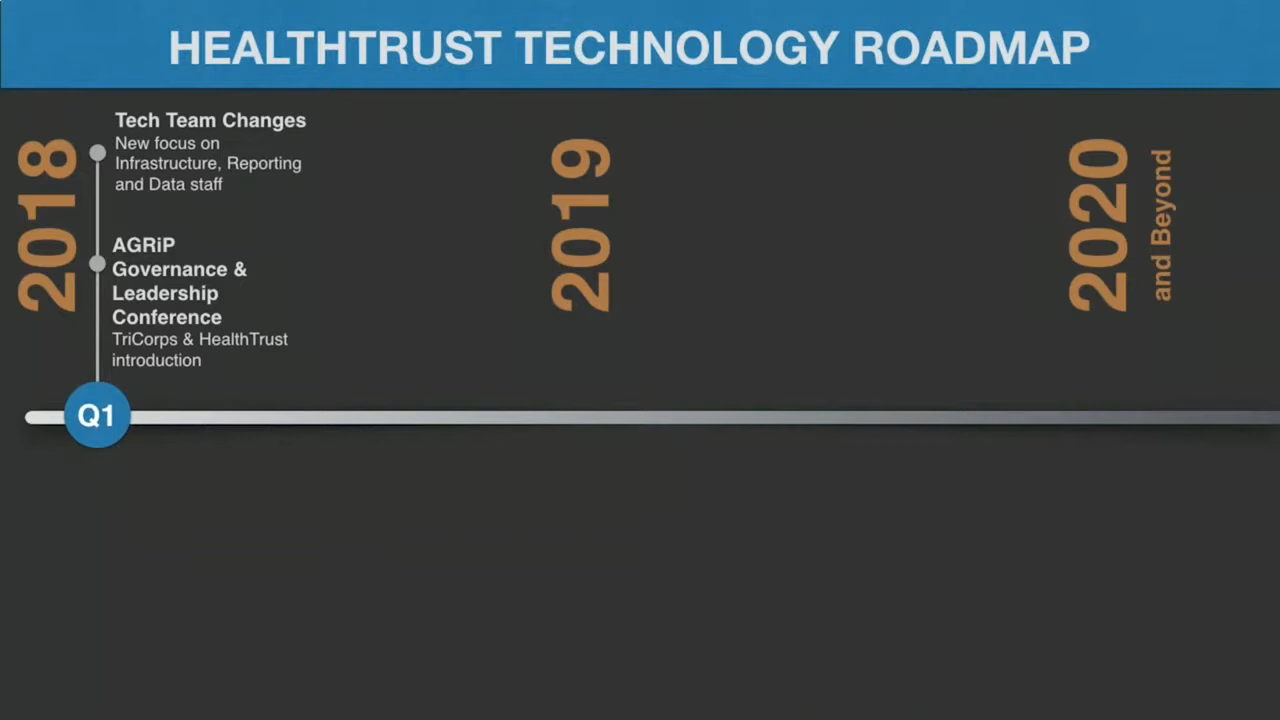 HEALTHTRUST TECHNOLOGY ROADMAP
2018
Tech Team Changes
New focus on
Infrastructure, Reporting
and Data staff
AGRiP
Governance &
Leadership
Conference
TriCorps & HealthTrust
introduction
Q1
2019
2020
and Beyond